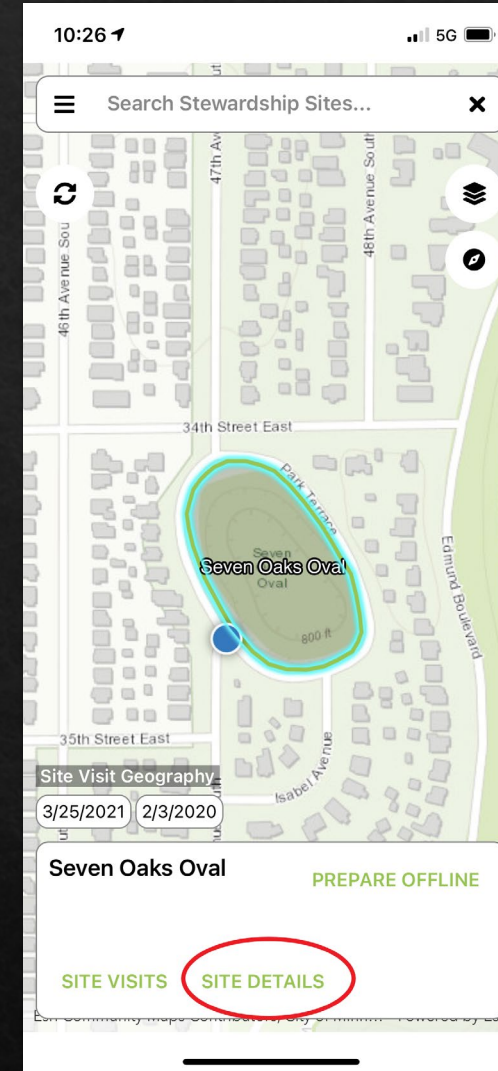 10:26
5G
Search Stewardship Sites...
47th Av
48th Avenue South
46th Avenue Sou
34th Street East
Park Terrace
Seven
Seven Oaks Oval
Oval
800 ft
Edmund Boulevard
35th Street East
Isabel Avenue
Site Visit Geography
3/25/2021 2/3/2020
Seven Oaks Oval
PREPARE OFFLINE
SITE VISITS SITE DETAILS